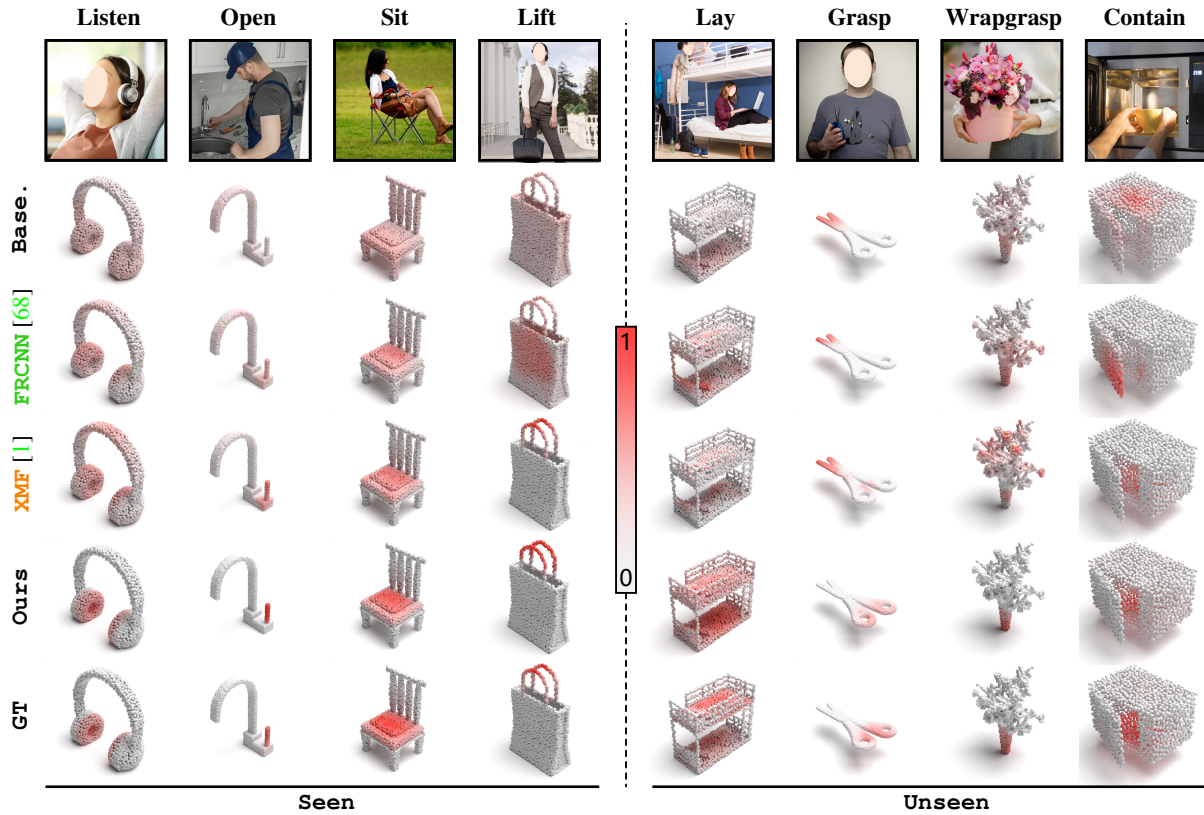 Listen Open Sit Lift Lay Grasp Wrapgrasp Contain
Base.
FRCNN [68]
XMF [1]
Ours
GT
1
0
Seen Unseen